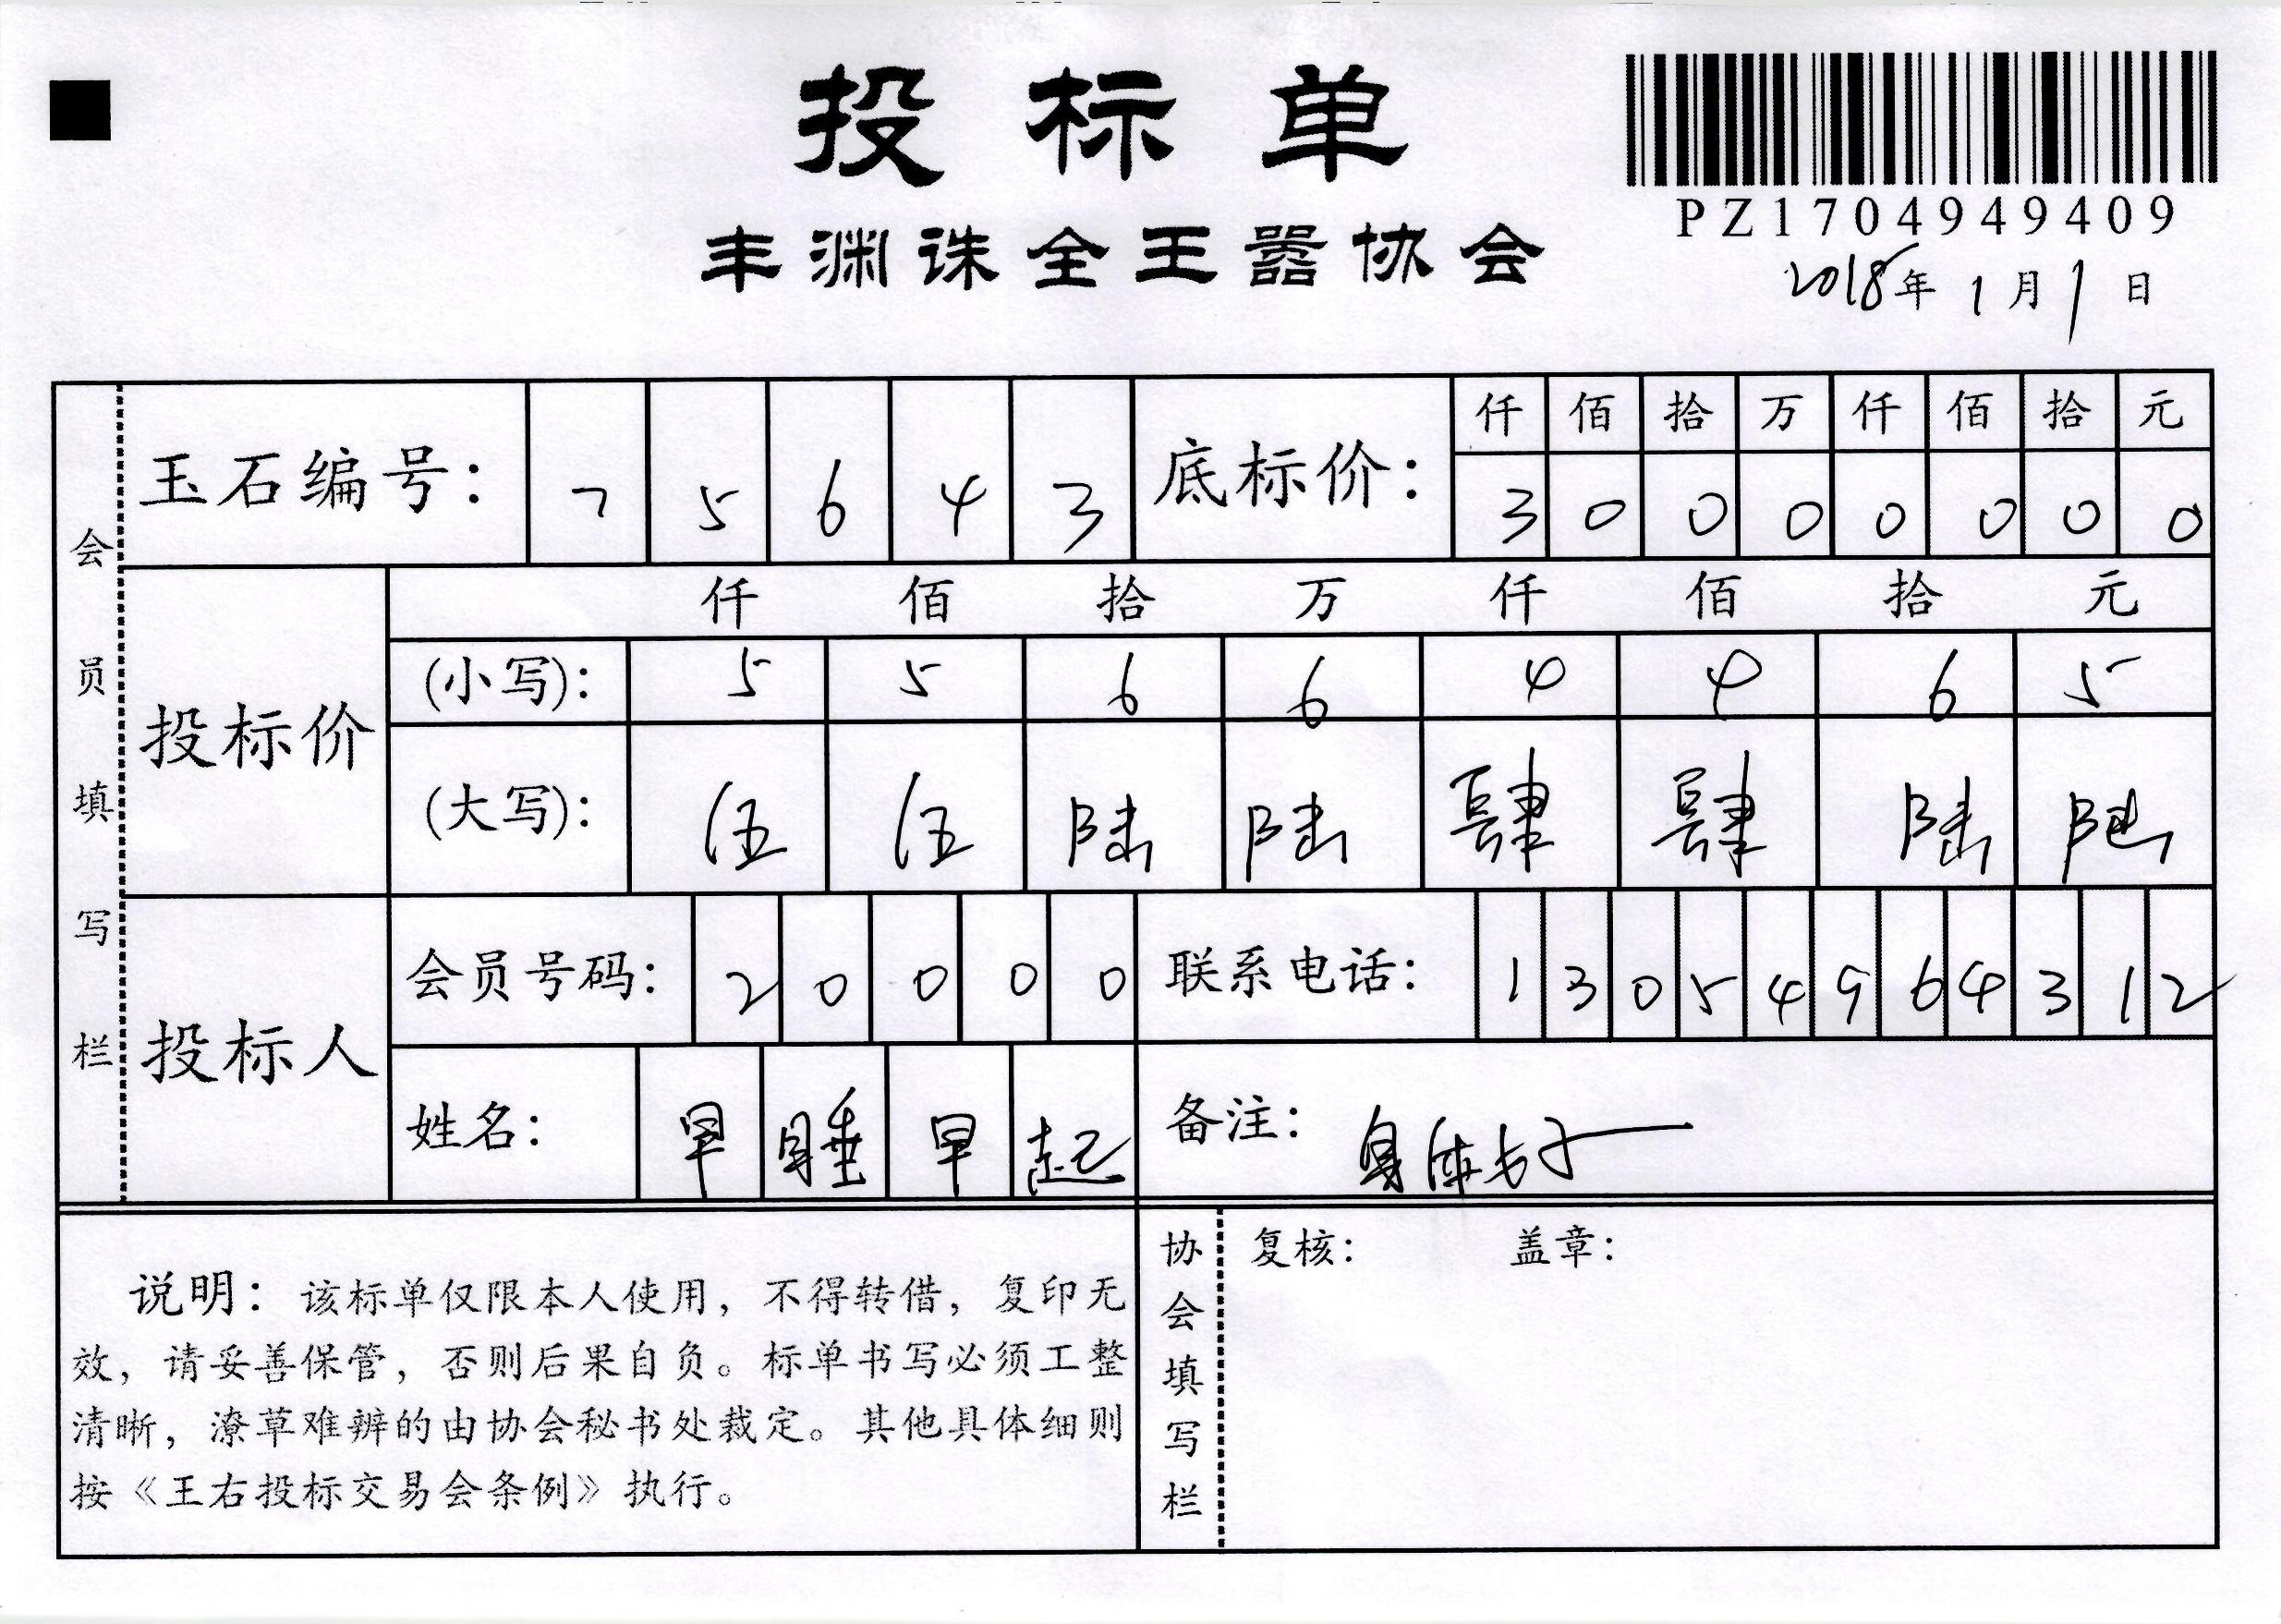 投标单
PZ1704949409
丰渊诛全王嚣协会
2018年1月1日
会员填写栏
玉石编号： 7 5 6 4 3
底标价： 仟 佰 拾 万 仟 佰 拾 元
3 0 0 0 0 0 0 0
投标价
仟 佰 拾 万 仟 佰 拾 元
(小写)： 5 5 6 6 4 4 6 5
(大写)： 伍 伍 陆 陆 肆 肆 陆 陆
投标人
会员号码： 2 0 0 0 0
联系电话： 1 3 0 5 4 9 6 4 3 1 2
姓名： 早 睡 早 起
备注： 身体好
说明：该标单仅限本人使用，不得转借，复印无
效，请妥善保管，否则后果自负。标单书写必须工整
清晰，潦草难辨的由协会秘书处裁定。其他具体细则
按《王右投标交易会条例》执行。
协会填写栏
复核： 盖章：